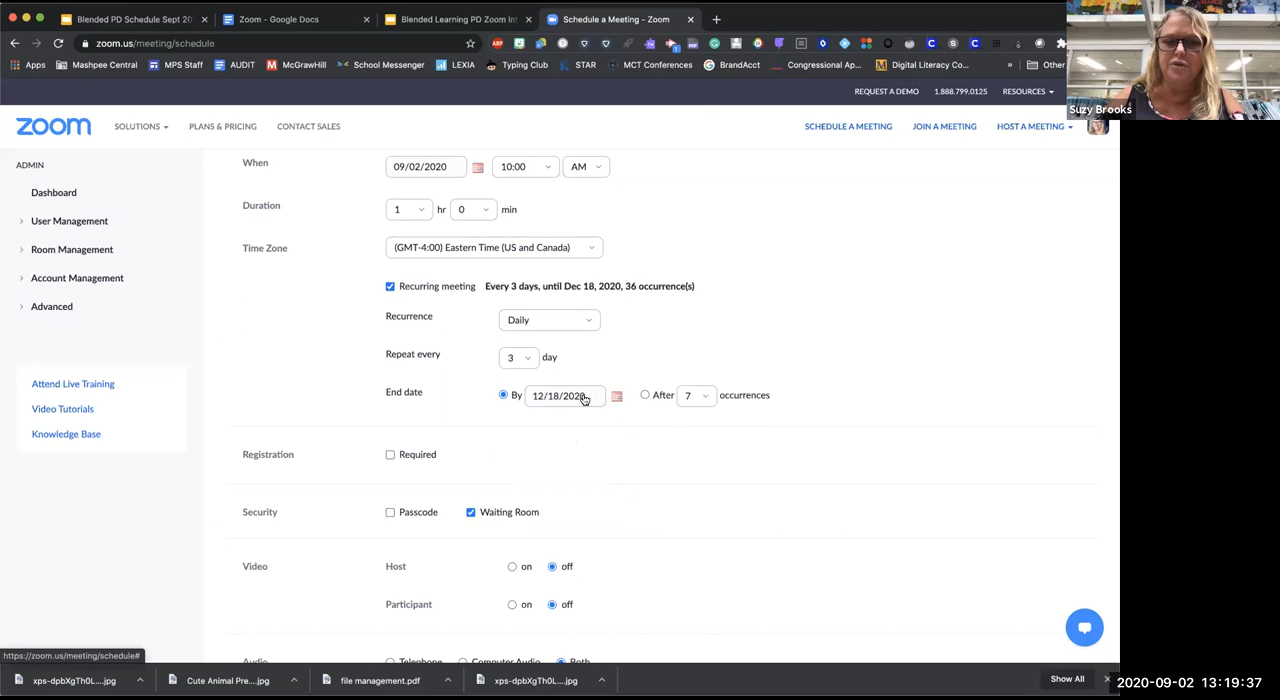 Blended PD Schedule Sept 20
Zoom - Google Docs
Blended Learning PD Zoom Int
Schedule a Meeting - Zoom
zoom.us/meeting/schedule
Apps
Mashpee Central
MPS Staff
AUDIT
McGrawHill
School Messenger
LEXIA
Typing Club
STAR
MCT Conferences
BrandAcct
Congressional Ap...
Digital Literacy Co...
Other
Suzy Brooks
REQUEST A DEMO
1.888.799.0125
RESOURCES
zoom
SOLUTIONS
PLANS & PRICING
CONTACT SALES
SCHEDULE A MEETING
JOIN A MEETING
HOST A MEETING
ADMIN
Dashboard
User Management
Room Management
Account Management
Advanced
Attend Live Training
Video Tutorials
Knowledge Base
When 09/02/2020 10:00 AM
Duration 1 hr 0 min
Time Zone (GMT-4:00) Eastern Time (US and Canada)
Recurring meeting Every 3 days, until Dec 18, 2020, 36 occurrence(s)
Recurrence Daily
Repeat every 3 day
End date By 12/18/2020 After 7 occurrences
Registration Required
Security Passcode Waiting Room
Video Host on off
Participant on off
Audio Telephone Computer Audio Both
https://zoom.us/meeting/schedule#
xps-dpbXgTh0L....jpg
Cute Animal Pre....jpg
file management.pdf
xps-dpbXgTh0L....jpg
Show All
2020-09-02 13:19:37